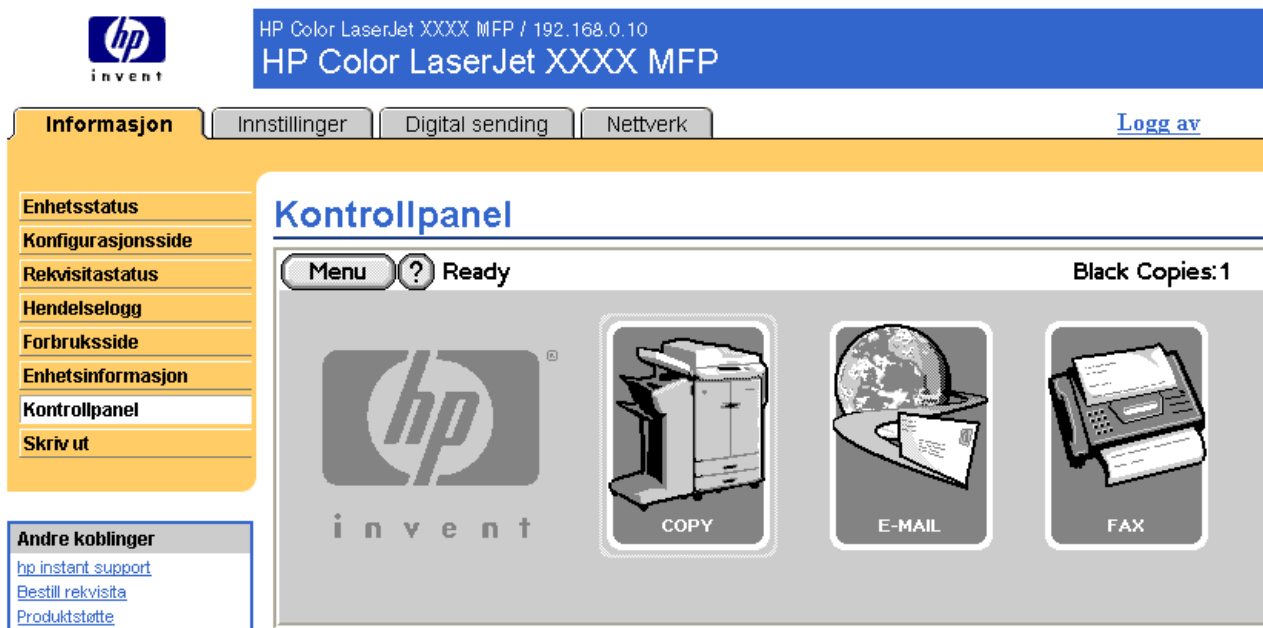 hp
invent
HP Color LaserJet XXXX MFP / 192.168.0.10
HP Color LaserJet XXXX MFP
Informasjon Innstillinger Digital sending Nettverk Logg av
Enhetsstatus
Konfigurasjonsside
Rekvisitastatus
Hendelselogg
Forbruksside
Enhetsinformasjon
Kontrollpanel
Skriv ut
Andre koblinger
hp instant support
Bestill rekvisita
Produktstøtte
Kontrollpanel
Menu ? Ready Black Copies:1
hp ®
invent
COPY
E-MAIL
FAX